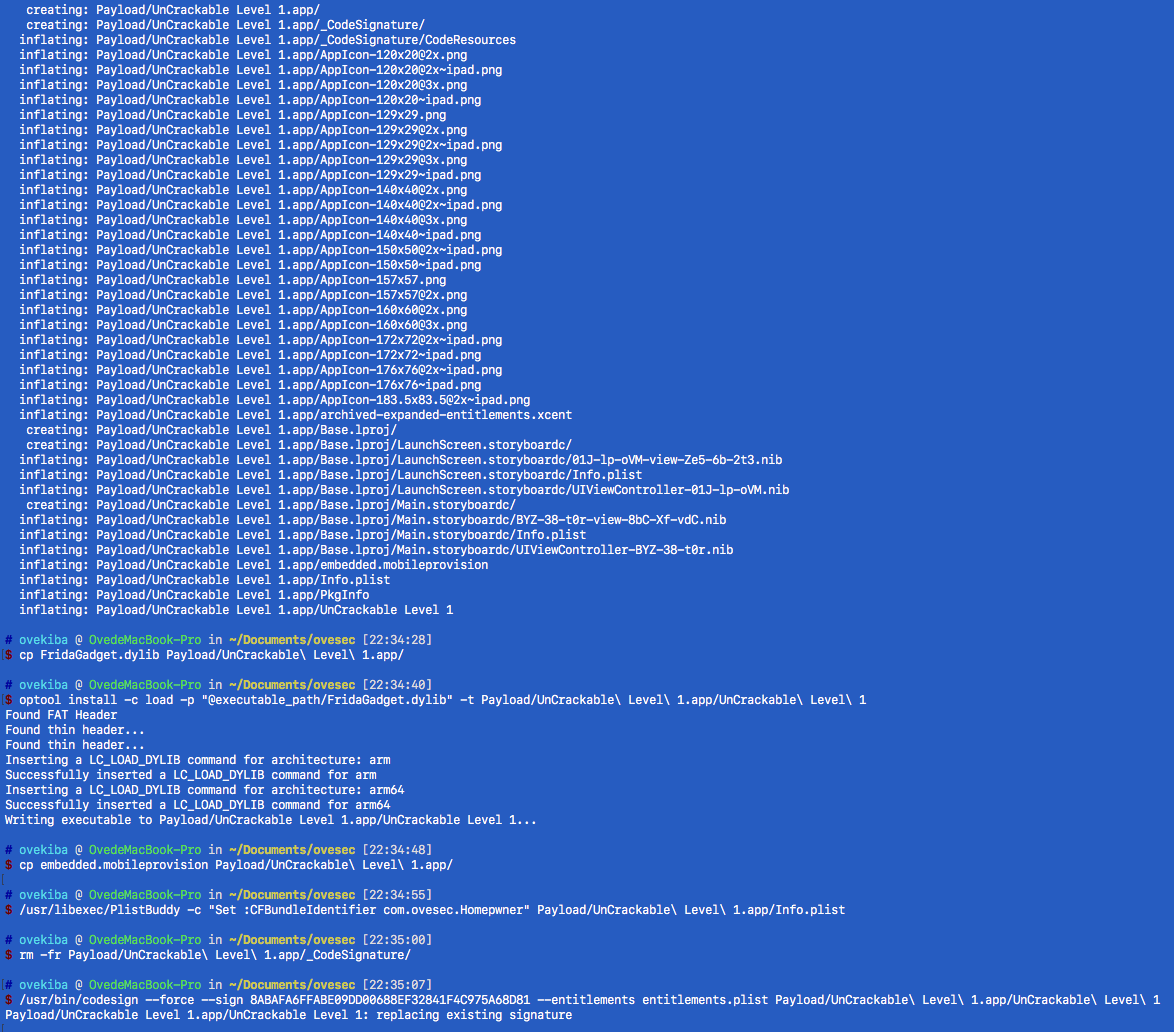 creating: Payload/UnCrackable Level 1.app/
creating: Payload/UnCrackable Level 1.app/_CodeSignature/
inflating: Payload/UnCrackable Level 1.app/_CodeSignature/CodeResources
inflating: Payload/UnCrackable Level 1.app/AppIcon-120x20@2x.png
inflating: Payload/UnCrackable Level 1.app/AppIcon-120x20@2x~ipad.png
inflating: Payload/UnCrackable Level 1.app/AppIcon-120x20@3x.png
inflating: Payload/UnCrackable Level 1.app/AppIcon-120x20~ipad.png
inflating: Payload/UnCrackable Level 1.app/AppIcon-129x29.png
inflating: Payload/UnCrackable Level 1.app/AppIcon-129x29@2x.png
inflating: Payload/UnCrackable Level 1.app/AppIcon-129x29@2x~ipad.png
inflating: Payload/UnCrackable Level 1.app/AppIcon-129x29@3x.png
inflating: Payload/UnCrackable Level 1.app/AppIcon-129x29~ipad.png
inflating: Payload/UnCrackable Level 1.app/AppIcon-140x40@2x.png
inflating: Payload/UnCrackable Level 1.app/AppIcon-140x40@2x~ipad.png
inflating: Payload/UnCrackable Level 1.app/AppIcon-140x40@3x.png
inflating: Payload/UnCrackable Level 1.app/AppIcon-140x40~ipad.png
inflating: Payload/UnCrackable Level 1.app/AppIcon-150x50@2x~ipad.png
inflating: Payload/UnCrackable Level 1.app/AppIcon-150x50~ipad.png
inflating: Payload/UnCrackable Level 1.app/AppIcon-157x57.png
inflating: Payload/UnCrackable Level 1.app/AppIcon-157x57@2x.png
inflating: Payload/UnCrackable Level 1.app/AppIcon-160x60@2x.png
inflating: Payload/UnCrackable Level 1.app/AppIcon-160x60@3x.png
inflating: Payload/UnCrackable Level 1.app/AppIcon-172x72@2x~ipad.png
inflating: Payload/UnCrackable Level 1.app/AppIcon-172x72~ipad.png
inflating: Payload/UnCrackable Level 1.app/AppIcon-176x76@2x~ipad.png
inflating: Payload/UnCrackable Level 1.app/AppIcon-176x76~ipad.png
inflating: Payload/UnCrackable Level 1.app/AppIcon-183.5x83.5@2x~ipad.png
inflating: Payload/UnCrackable Level 1.app/archived-expanded-entitlements.xcent
creating: Payload/UnCrackable Level 1.app/Base.lproj/
creating: Payload/UnCrackable Level 1.app/Base.lproj/LaunchScreen.storyboardc/
inflating: Payload/UnCrackable Level 1.app/Base.lproj/LaunchScreen.storyboardc/01J-lp-oVM-view-Ze5-6b-2t3.nib
inflating: Payload/UnCrackable Level 1.app/Base.lproj/LaunchScreen.storyboardc/Info.plist
inflating: Payload/UnCrackable Level 1.app/Base.lproj/LaunchScreen.storyboardc/UIViewController-01J-lp-oVM.nib
creating: Payload/UnCrackable Level 1.app/Base.lproj/Main.storyboardc/
inflating: Payload/UnCrackable Level 1.app/Base.lproj/Main.storyboardc/BYZ-38-t0r-view-8bC-Xf-vdC.nib
inflating: Payload/UnCrackable Level 1.app/Base.lproj/Main.storyboardc/Info.plist
inflating: Payload/UnCrackable Level 1.app/Base.lproj/Main.storyboardc/UIViewController-BYZ-38-t0r.nib
inflating: Payload/UnCrackable Level 1.app/embedded.mobileprovision
inflating: Payload/UnCrackable Level 1.app/Info.plist
inflating: Payload/UnCrackable Level 1.app/PkgInfo
inflating: Payload/UnCrackable Level 1.app/UnCrackable Level 1
# ovekiba @ OvedeMacBook-Pro in ~/Documents/ovesec [22:34:28]
$ cp FridaGadget.dylib Payload/UnCrackable\ Level\ 1.app/
# ovekiba @ OvedeMacBook-Pro in ~/Documents/ovesec [22:34:40]
$ optool install -c load -p "@executable_path/FridaGadget.dylib" -t Payload/UnCrackable\ Level\ 1.app/UnCrackable\ Level\ 1
Found FAT Header
Found thin header...
Found thin header...
Inserting a LC_LOAD_DYLIB command for architecture: arm
Successfully inserted a LC_LOAD_DYLIB command for arm
Inserting a LC_LOAD_DYLIB command for architecture: arm64
Successfully inserted a LC_LOAD_DYLIB command for arm64
Writing executable to Payload/UnCrackable Level 1.app/UnCrackable Level 1...
# ovekiba @ OvedeMacBook-Pro in ~/Documents/ovesec [22:34:48]
$ cp embedded.mobileprovision Payload/UnCrackable\ Level\ 1.app/
# ovekiba @ OvedeMacBook-Pro in ~/Documents/ovesec [22:34:55]
$ /usr/libexec/PlistBuddy -c "Set :CFBundleIdentifier com.ovesec.Homepwner" Payload/UnCrackable\ Level\ 1.app/Info.plist
# ovekiba @ OvedeMacBook-Pro in ~/Documents/ovesec [22:35:00]
$ rm -fr Payload/UnCrackable\ Level\ 1.app/_CodeSignature/
# ovekiba @ OvedeMacBook-Pro in ~/Documents/ovesec [22:35:07]
$ /usr/bin/codesign --force --sign 8ABAFA6FFABE09DD00688EF32841F4C975A68D81 --entitlements entitlements.plist Payload/UnCrackable\ Level\ 1.app/UnCrackable\ Level\ 1
Payload/UnCrackable Level 1.app/UnCrackable Level 1: replacing existing signature